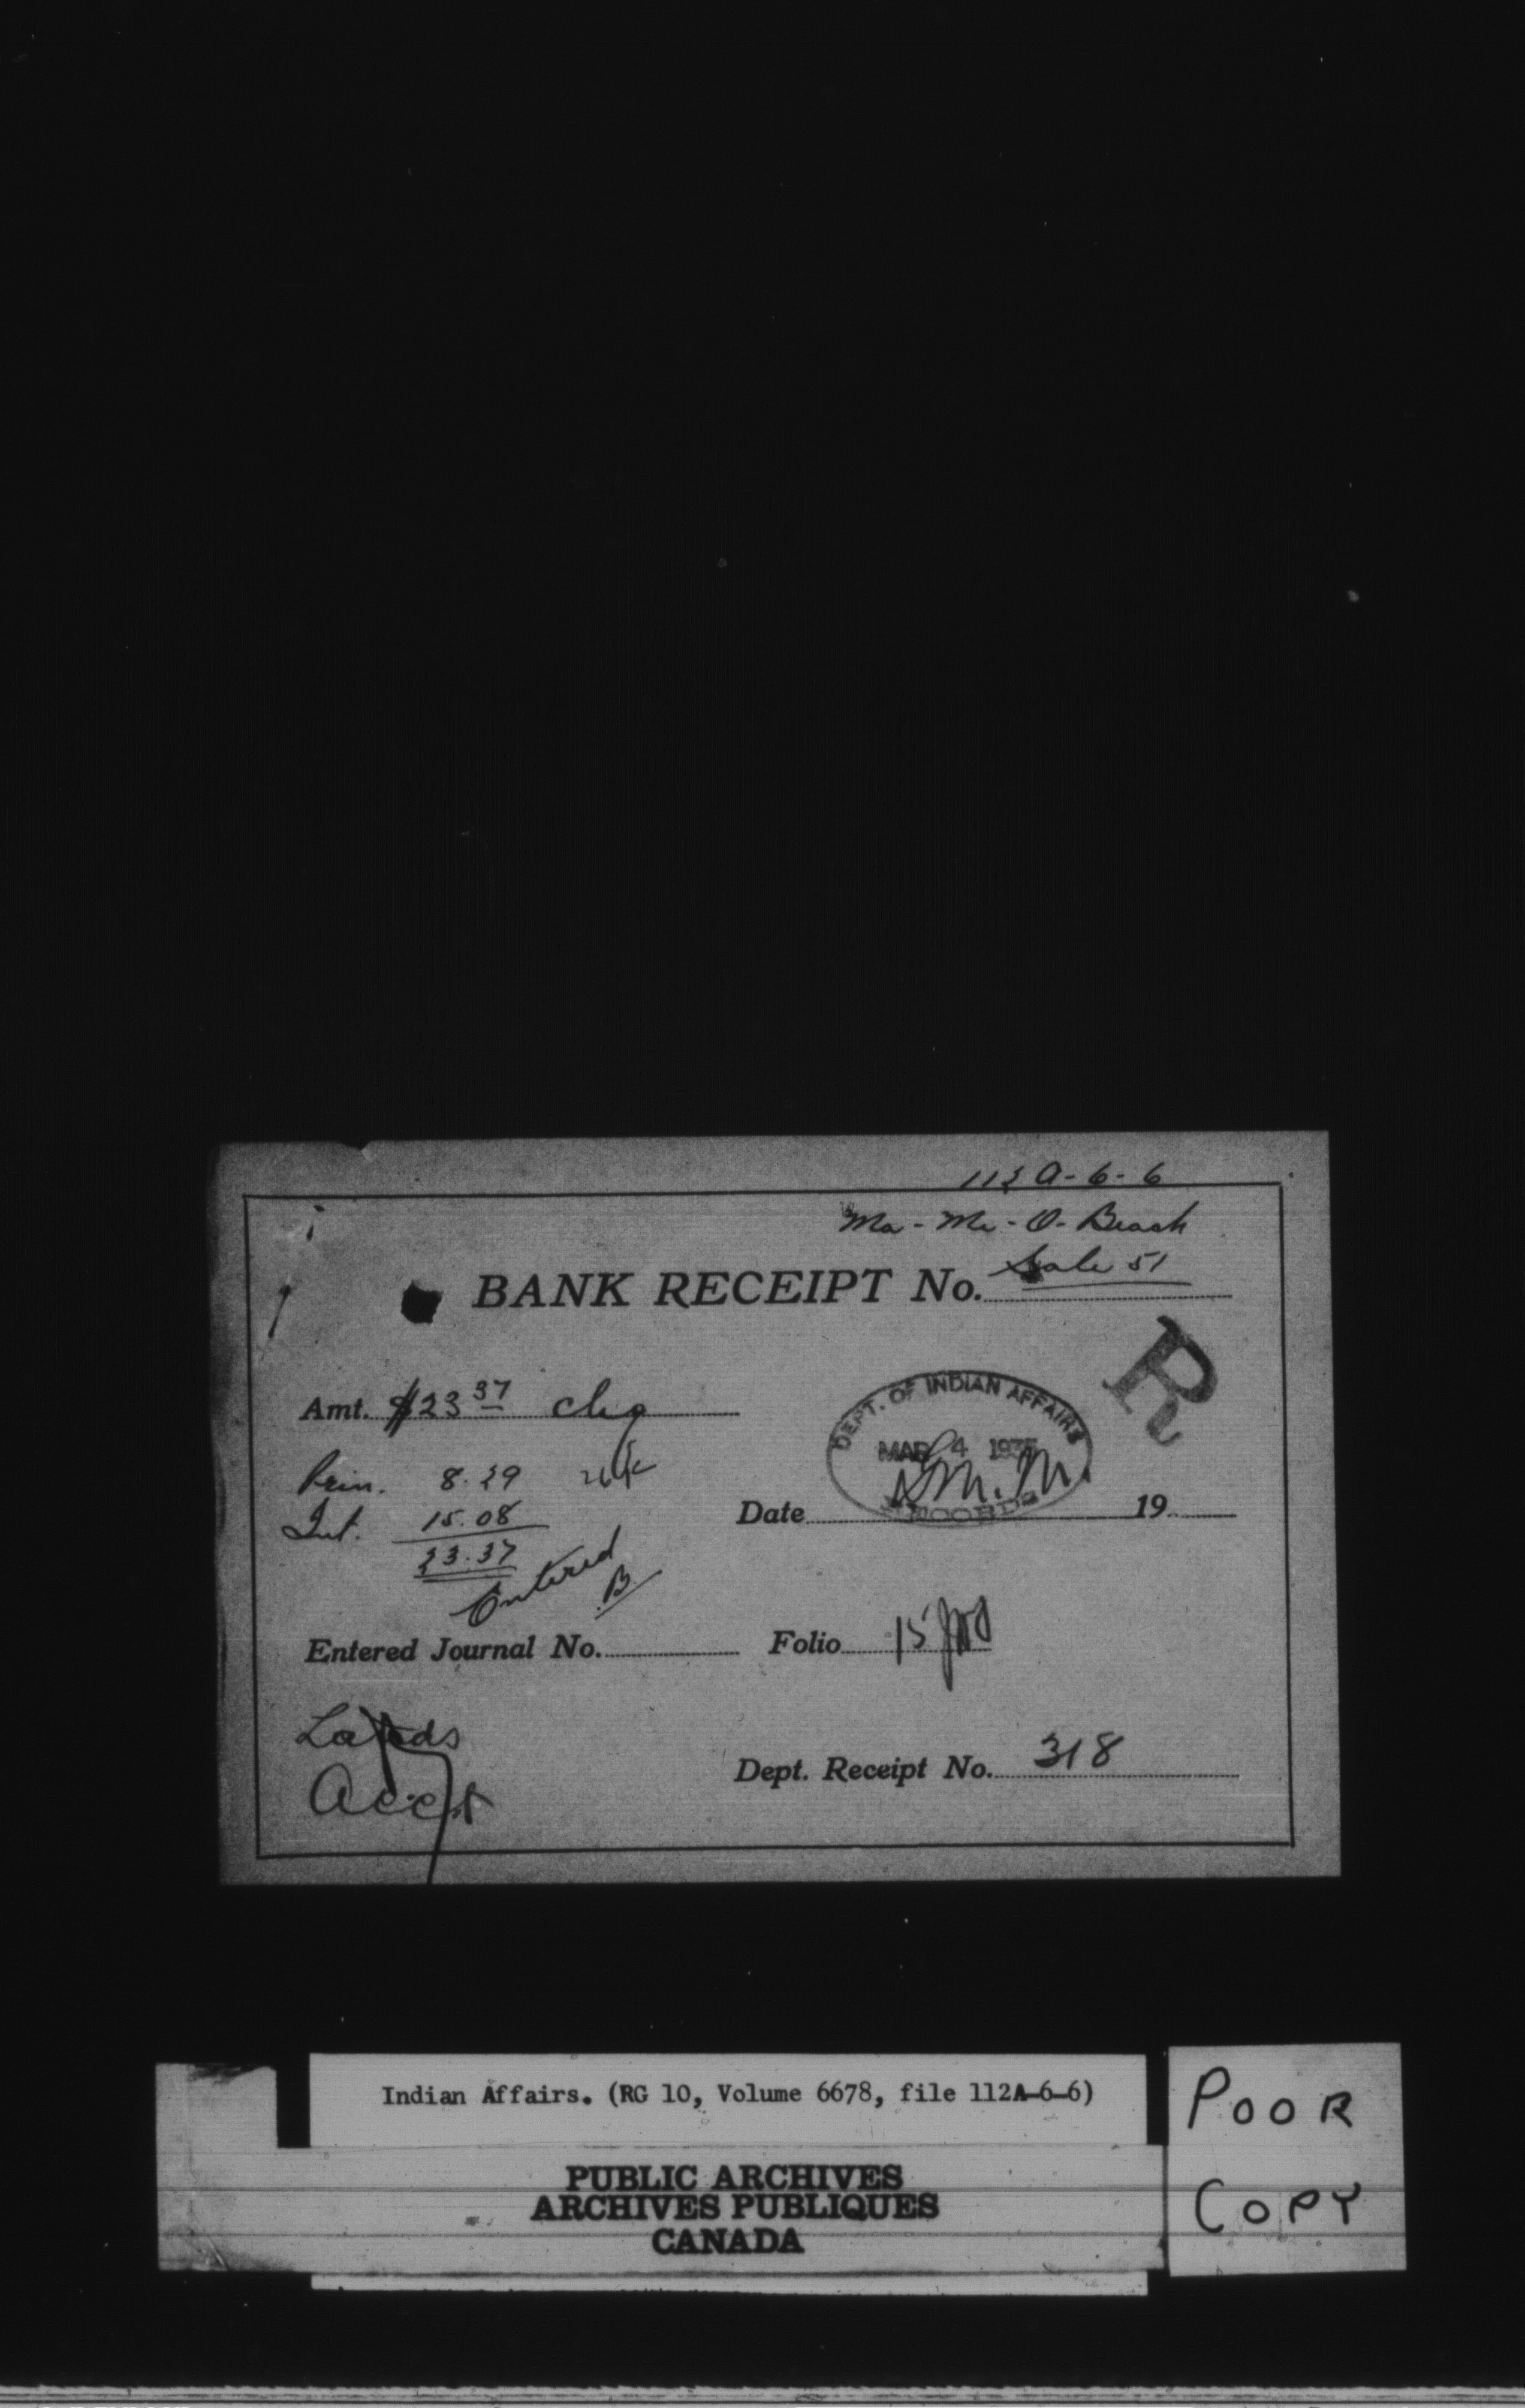 112 A-6-6
Ma-Me-O-Beach
Sale 51
BANK RECEIPT No.
R
Amt. $23 37 chq
DEPT. OF INDIAN AFFAIRS
MAR 4 1935
RECORDS
Prin. 8.29
Int. 15.08
23.37
Date 19
Entered
B
Entered Journal No. Folio 15
Lands
Acct
Dept. Receipt No. 318
Indian Affairs. (RG 10, Volume 6678, file 112A-6-6)
PUBLIC ARCHIVES
ARCHIVES PUBLIQUES
CANADA
POOR
COPY